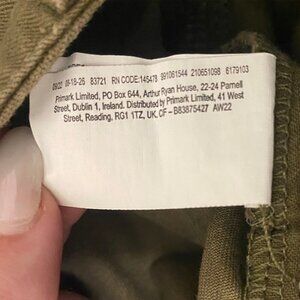 09/22 06-18-26 83721 RN CODE:145478 991061544 210651098 6179103
Primark Limited, PO Box 644, Arthur Ryan House, 22-24 Parnell
Street, Dublin 1, Ireland. Distributed by Primark Limited, 41 West
Street, Reading, RG1 1TZ, UK. CIF – B83875427 AW22